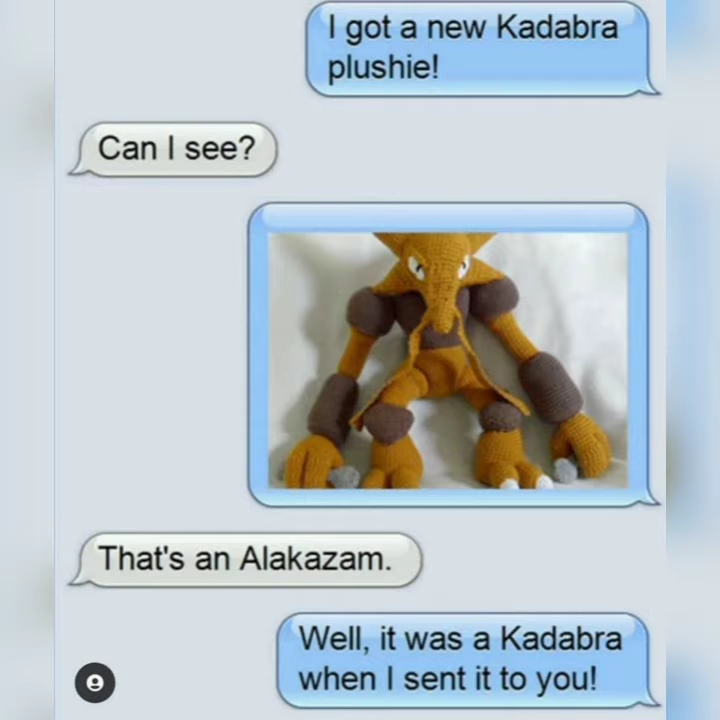 I got a new Kadabra
plushie!
Can I see?
That's an Alakazam.
Well, it was a Kadabra
when I sent it to you!